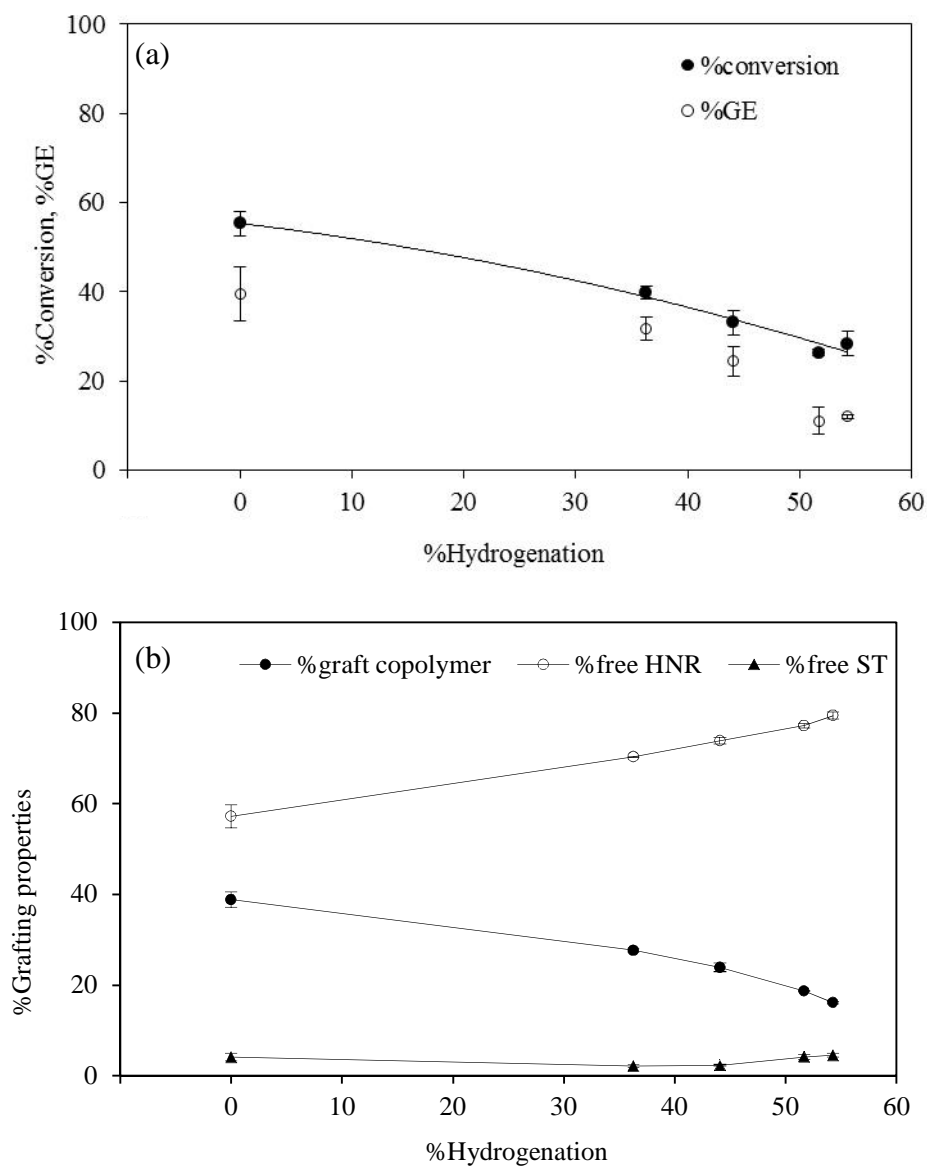 100
(a)
%conversion
80
%GE
60
40
20
0
%Conversion, %GE
0 10 20 30 40 50 60
%Hydrogenation
100
(b)
%graft copolymer %free HNR %free ST
80
60
40
20
0
%Grafting properties
0 10 20 30 40 50 60
%Hydrogenation